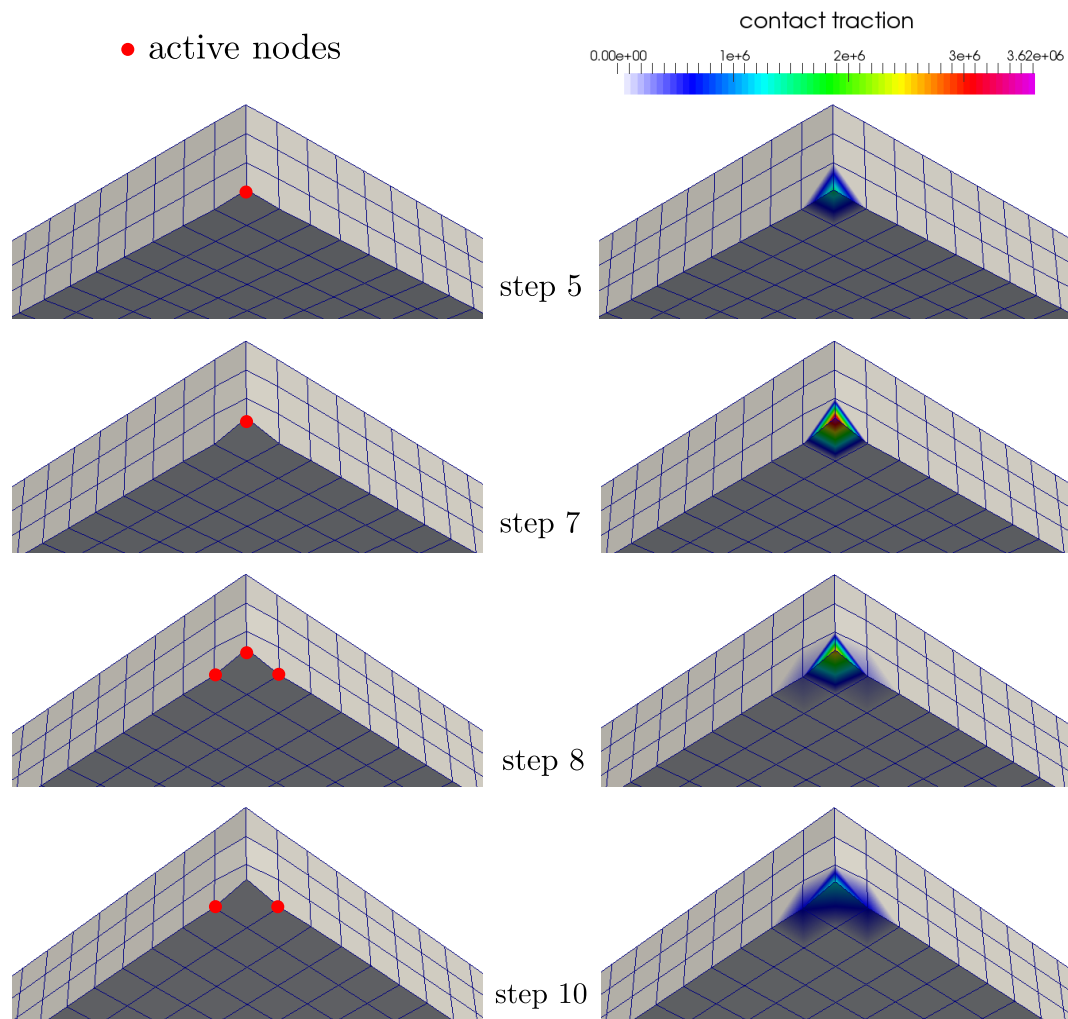 contact traction
active nodes
0.00e+00 1e+6 2e+6 3e+6 3.62e+06
step 5
step 7
step 8
step 10